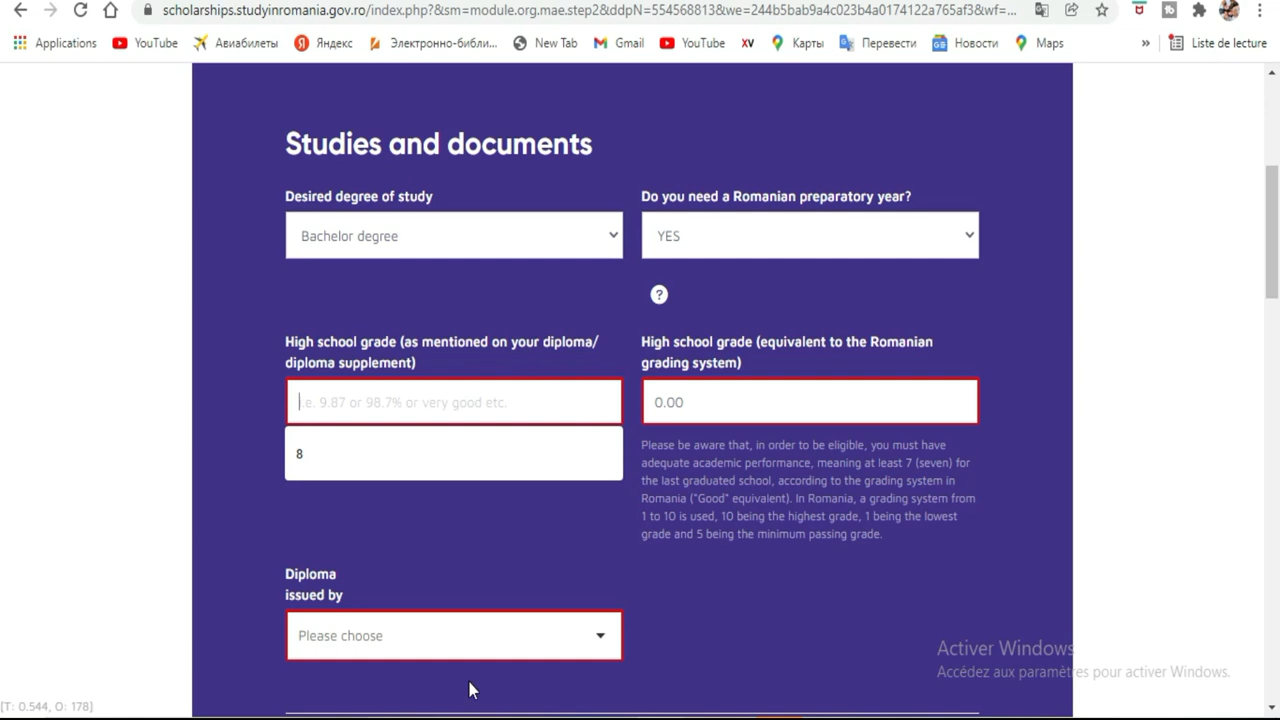 scholarships.studyinromania.gov.ro/index.php?&sm=module.org.mae.step2&ddpN=554568813&we=244b5bab9a4c023b4a0174122a765af3&wf=...
Applications YouTube Авиабилеты Яндекс Электронно-библи... New Tab Gmail YouTube XV Карты Перевести Новости Maps » Liste de lecture
Studies and documents
Desired degree of study
Do you need a Romanian preparatory year?
Bachelor degree
YES
?
High school grade (as mentioned on your diploma/
diploma supplement)
High school grade (equivalent to the Romanian
grading system)
i.e. 9.87 or 98.7% or very good etc.
0.00
8
Please be aware that, in order to be eligible, you must have
adequate academic performance, meaning at least 7 (seven) for
the last graduated school, according to the grading system in
Romania ("Good" equivalent). In Romania, a grading system from
1 to 10 is used, 10 being the highest grade, 1 being the lowest
grade and 5 being the minimum passing grade.
Diploma
issued by
Please choose
Activer Windows
Accédez aux paramètres pour activer Windows.
[T: 0.544, O: 178]